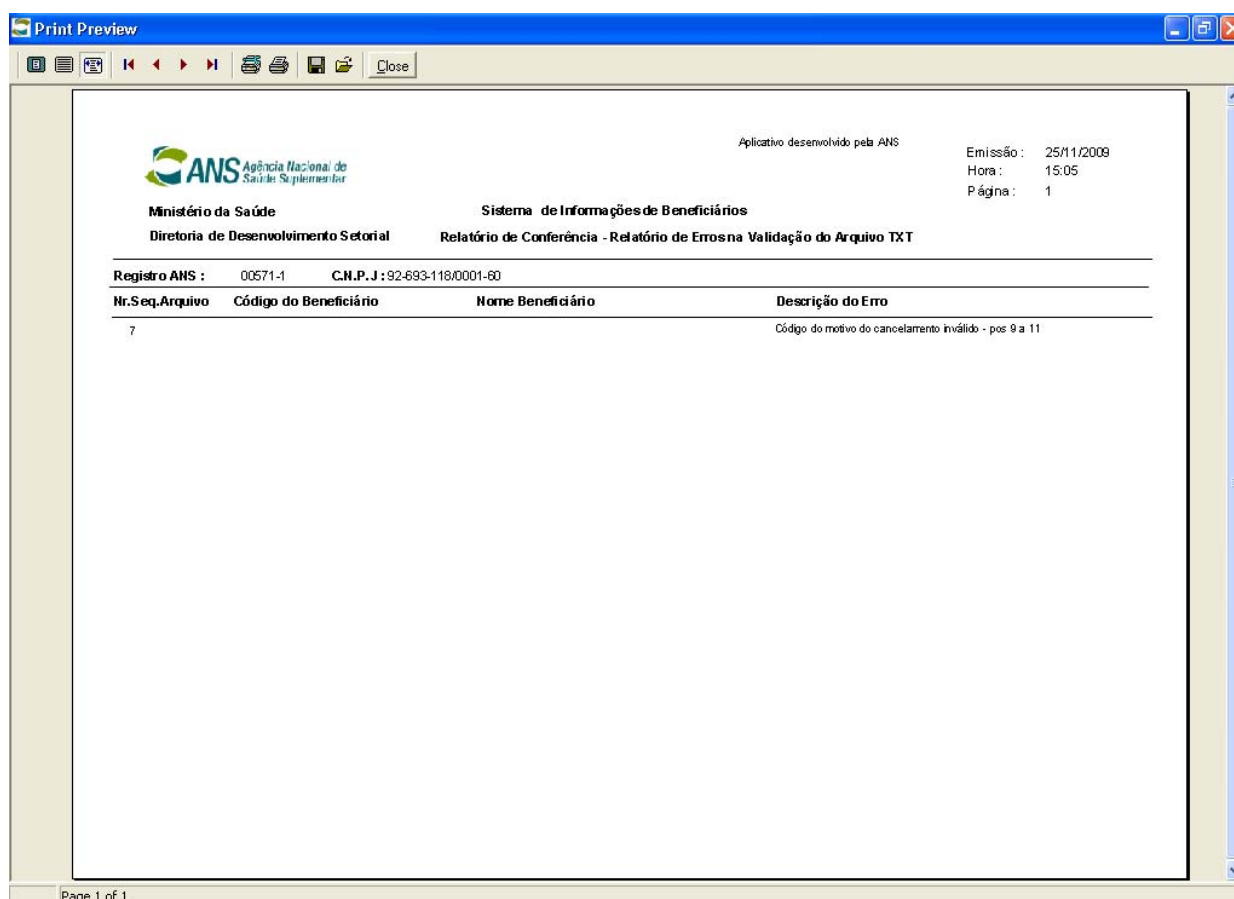 Print Preview
Close
Aplicativo desenvolvido pela ANS
Emissão : 25/11/2009
Hora : 15:05
Página : 1
ANS Agência Nacional de
Saúde Suplementar
Ministério da Saúde
Sistema de Informações de Beneficiários
Diretoria de Desenvolvimento Setorial
Relatório de Conferência - Relatório de Erros na Validação do Arquivo TXT
Registro ANS : 00571-1 C.N.P.J : 92-693-118/0001-60
Nr.Seq.Arquivo Código do Beneficiário Nome Beneficiário Descrição do Erro
7 Código do motivo do cancelamento inválido - pos 9 a 11
Page 1 of 1